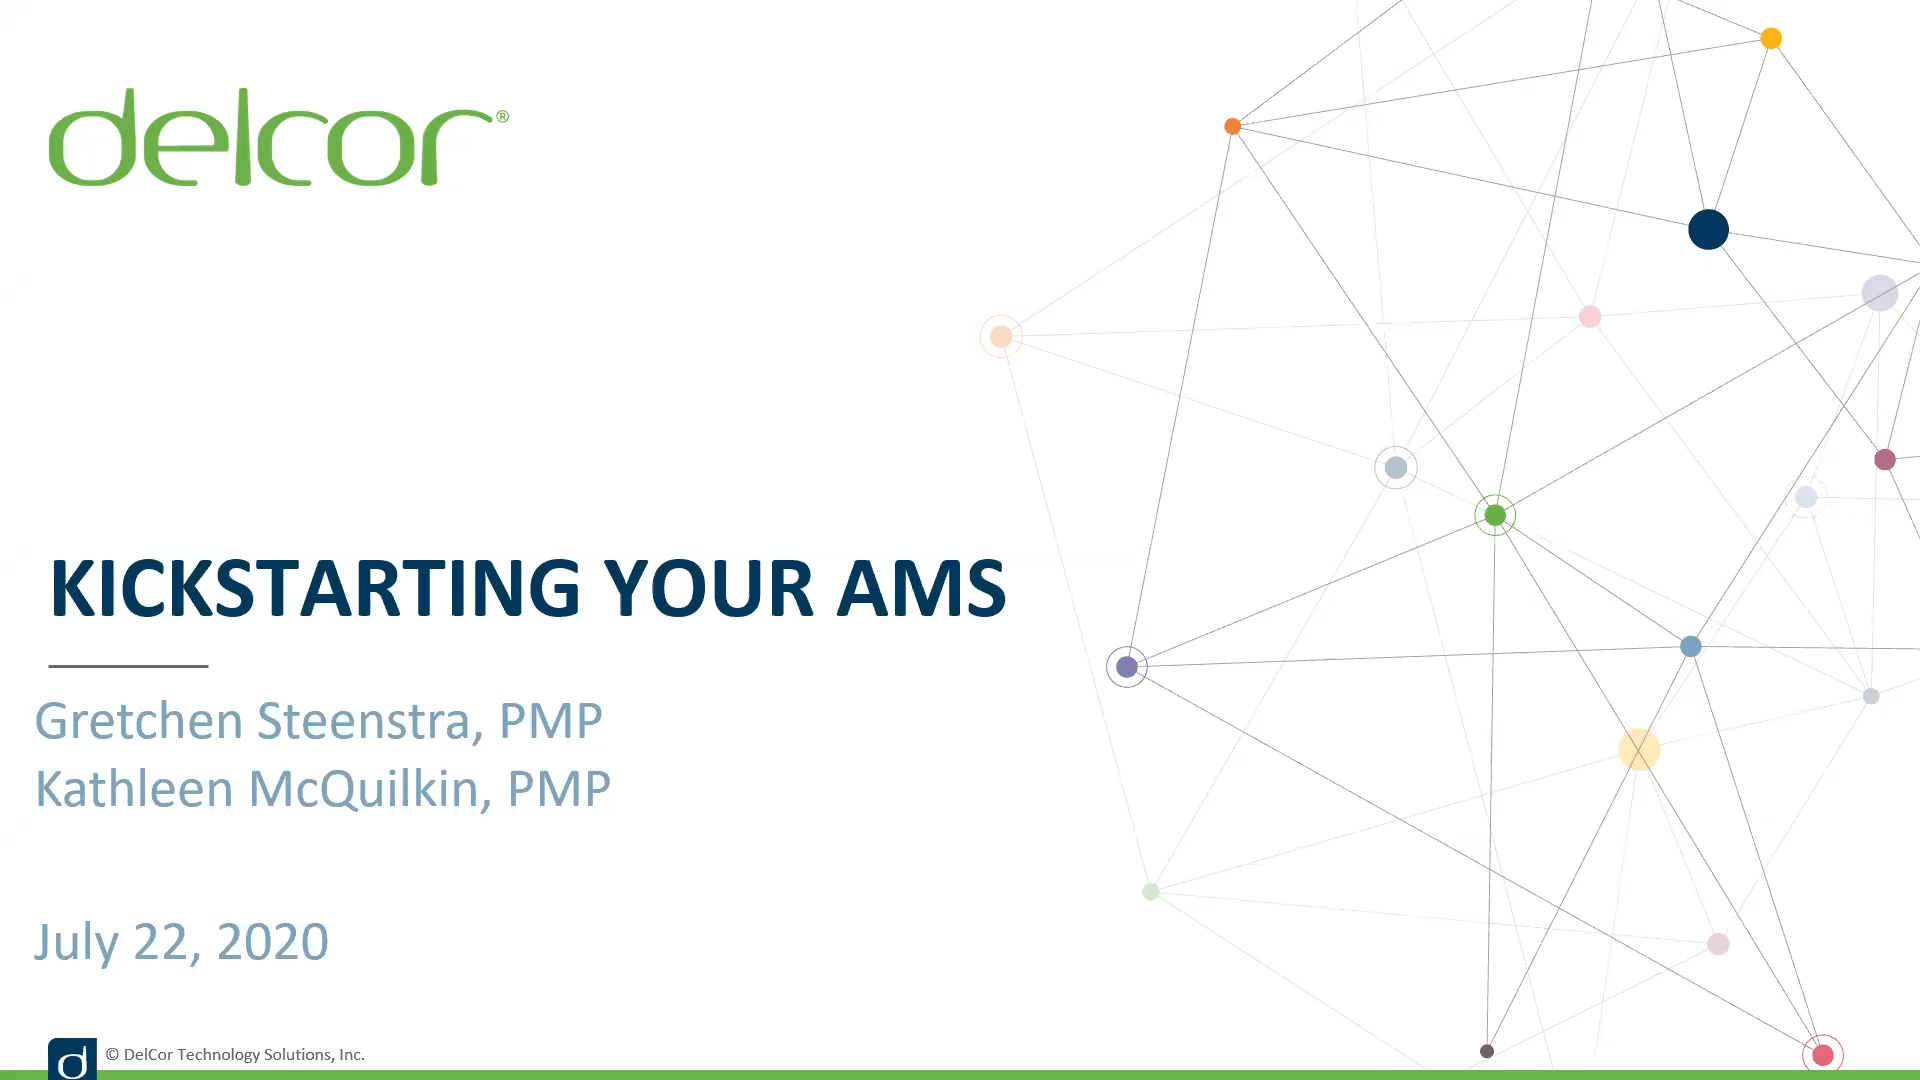 delcor®
KICKSTARTING YOUR AMS
Gretchen Steenstra, PMP
Kathleen McQuilkin, PMP
July 22, 2020
d © DelCor Technology Solutions, Inc.